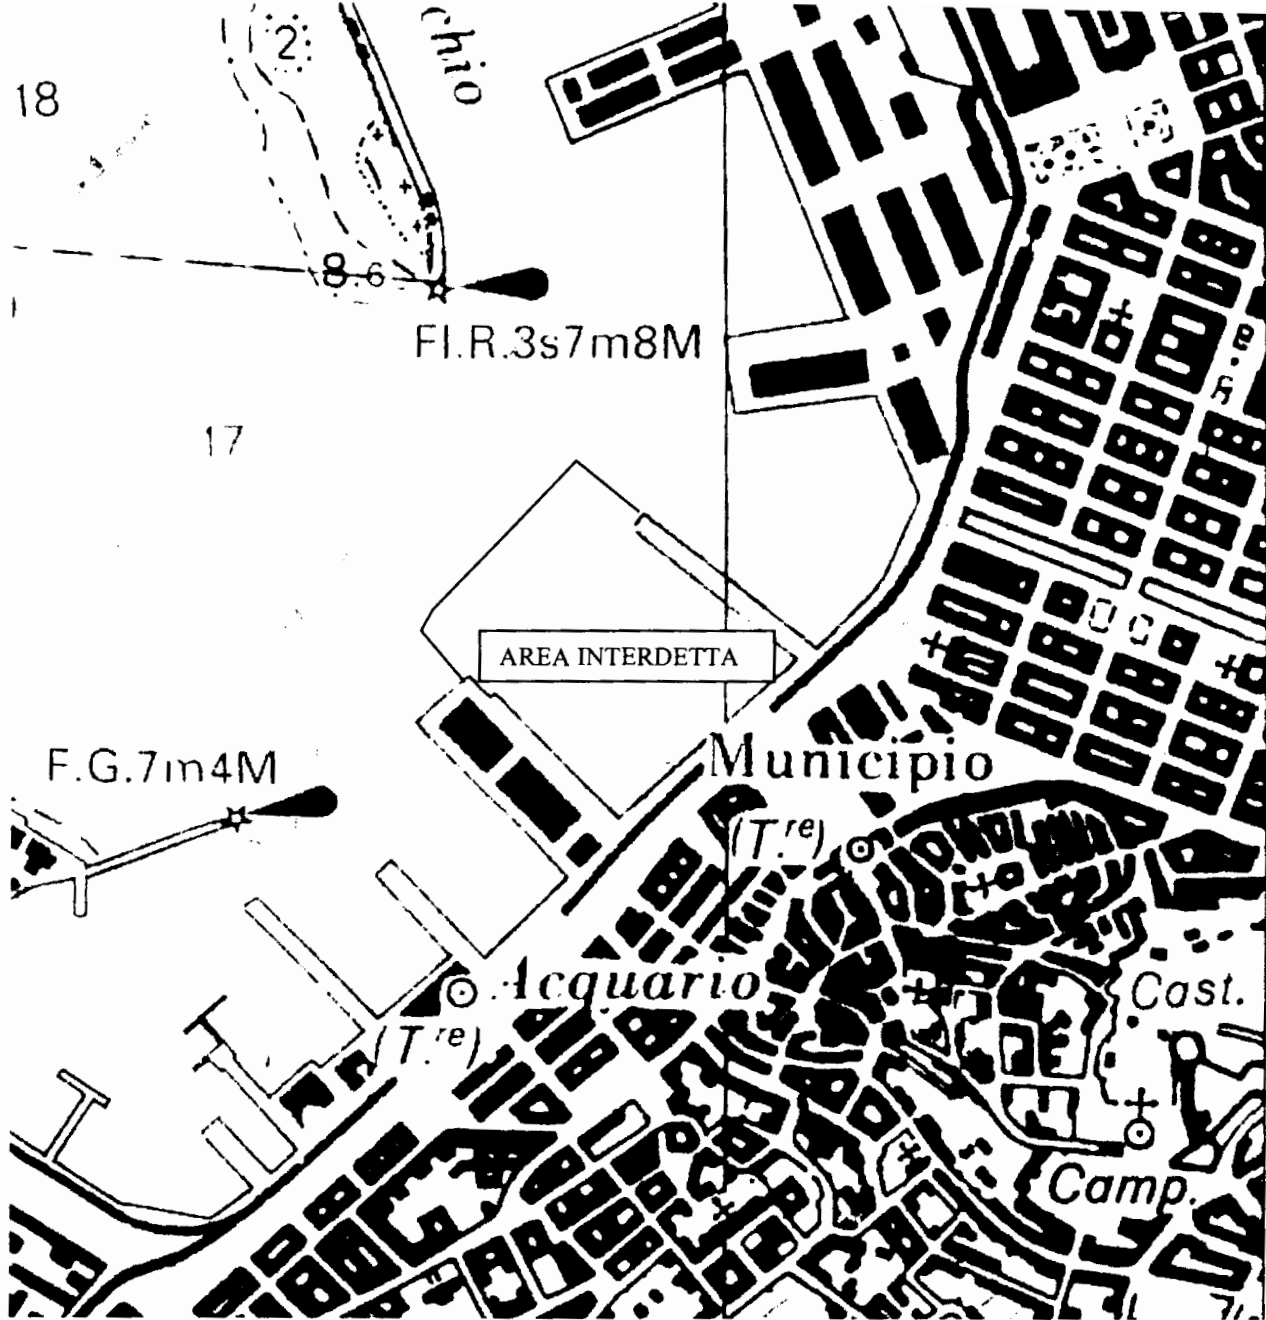 chio
2
18
8.6
Fl.R.3s7m8M
17
AREA INTERDETTA
F.G.7m4M
Municipio
(T.re)
Acquario
(T.re)
Cast.
Camp.